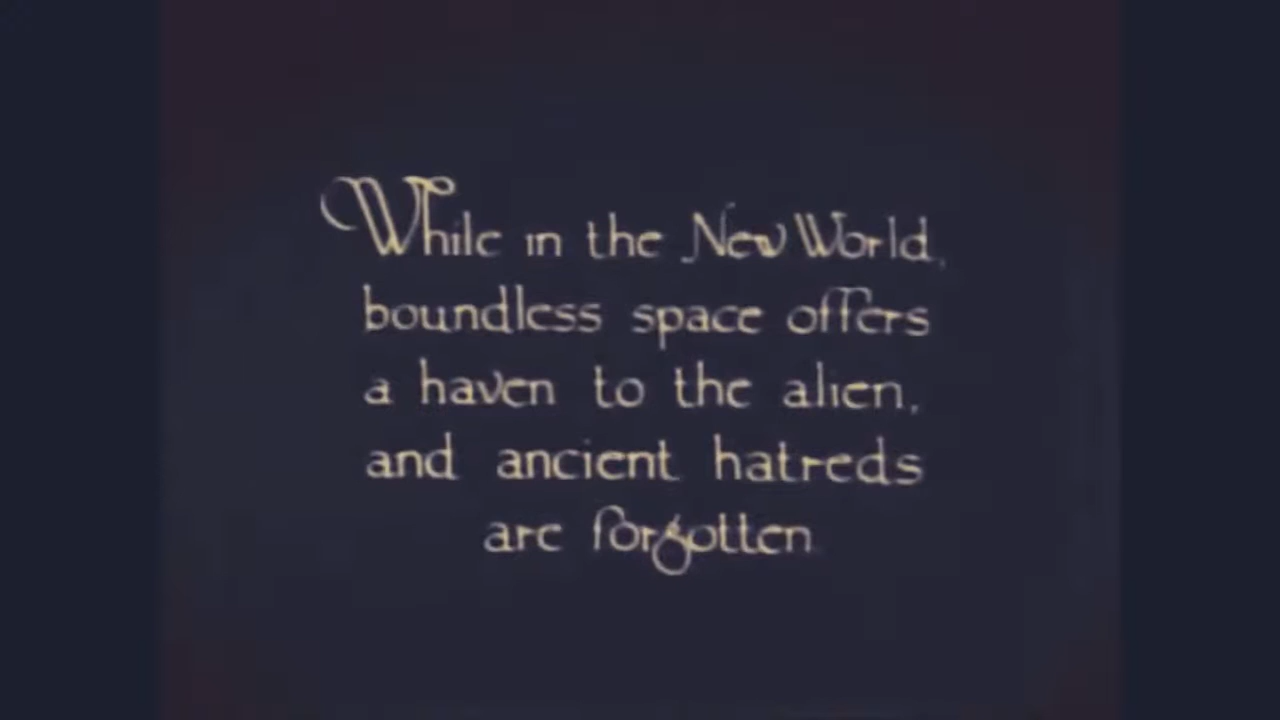 While in the New World,
boundless space offers
a haven to the alien,
and ancient hatreds
are forgotten